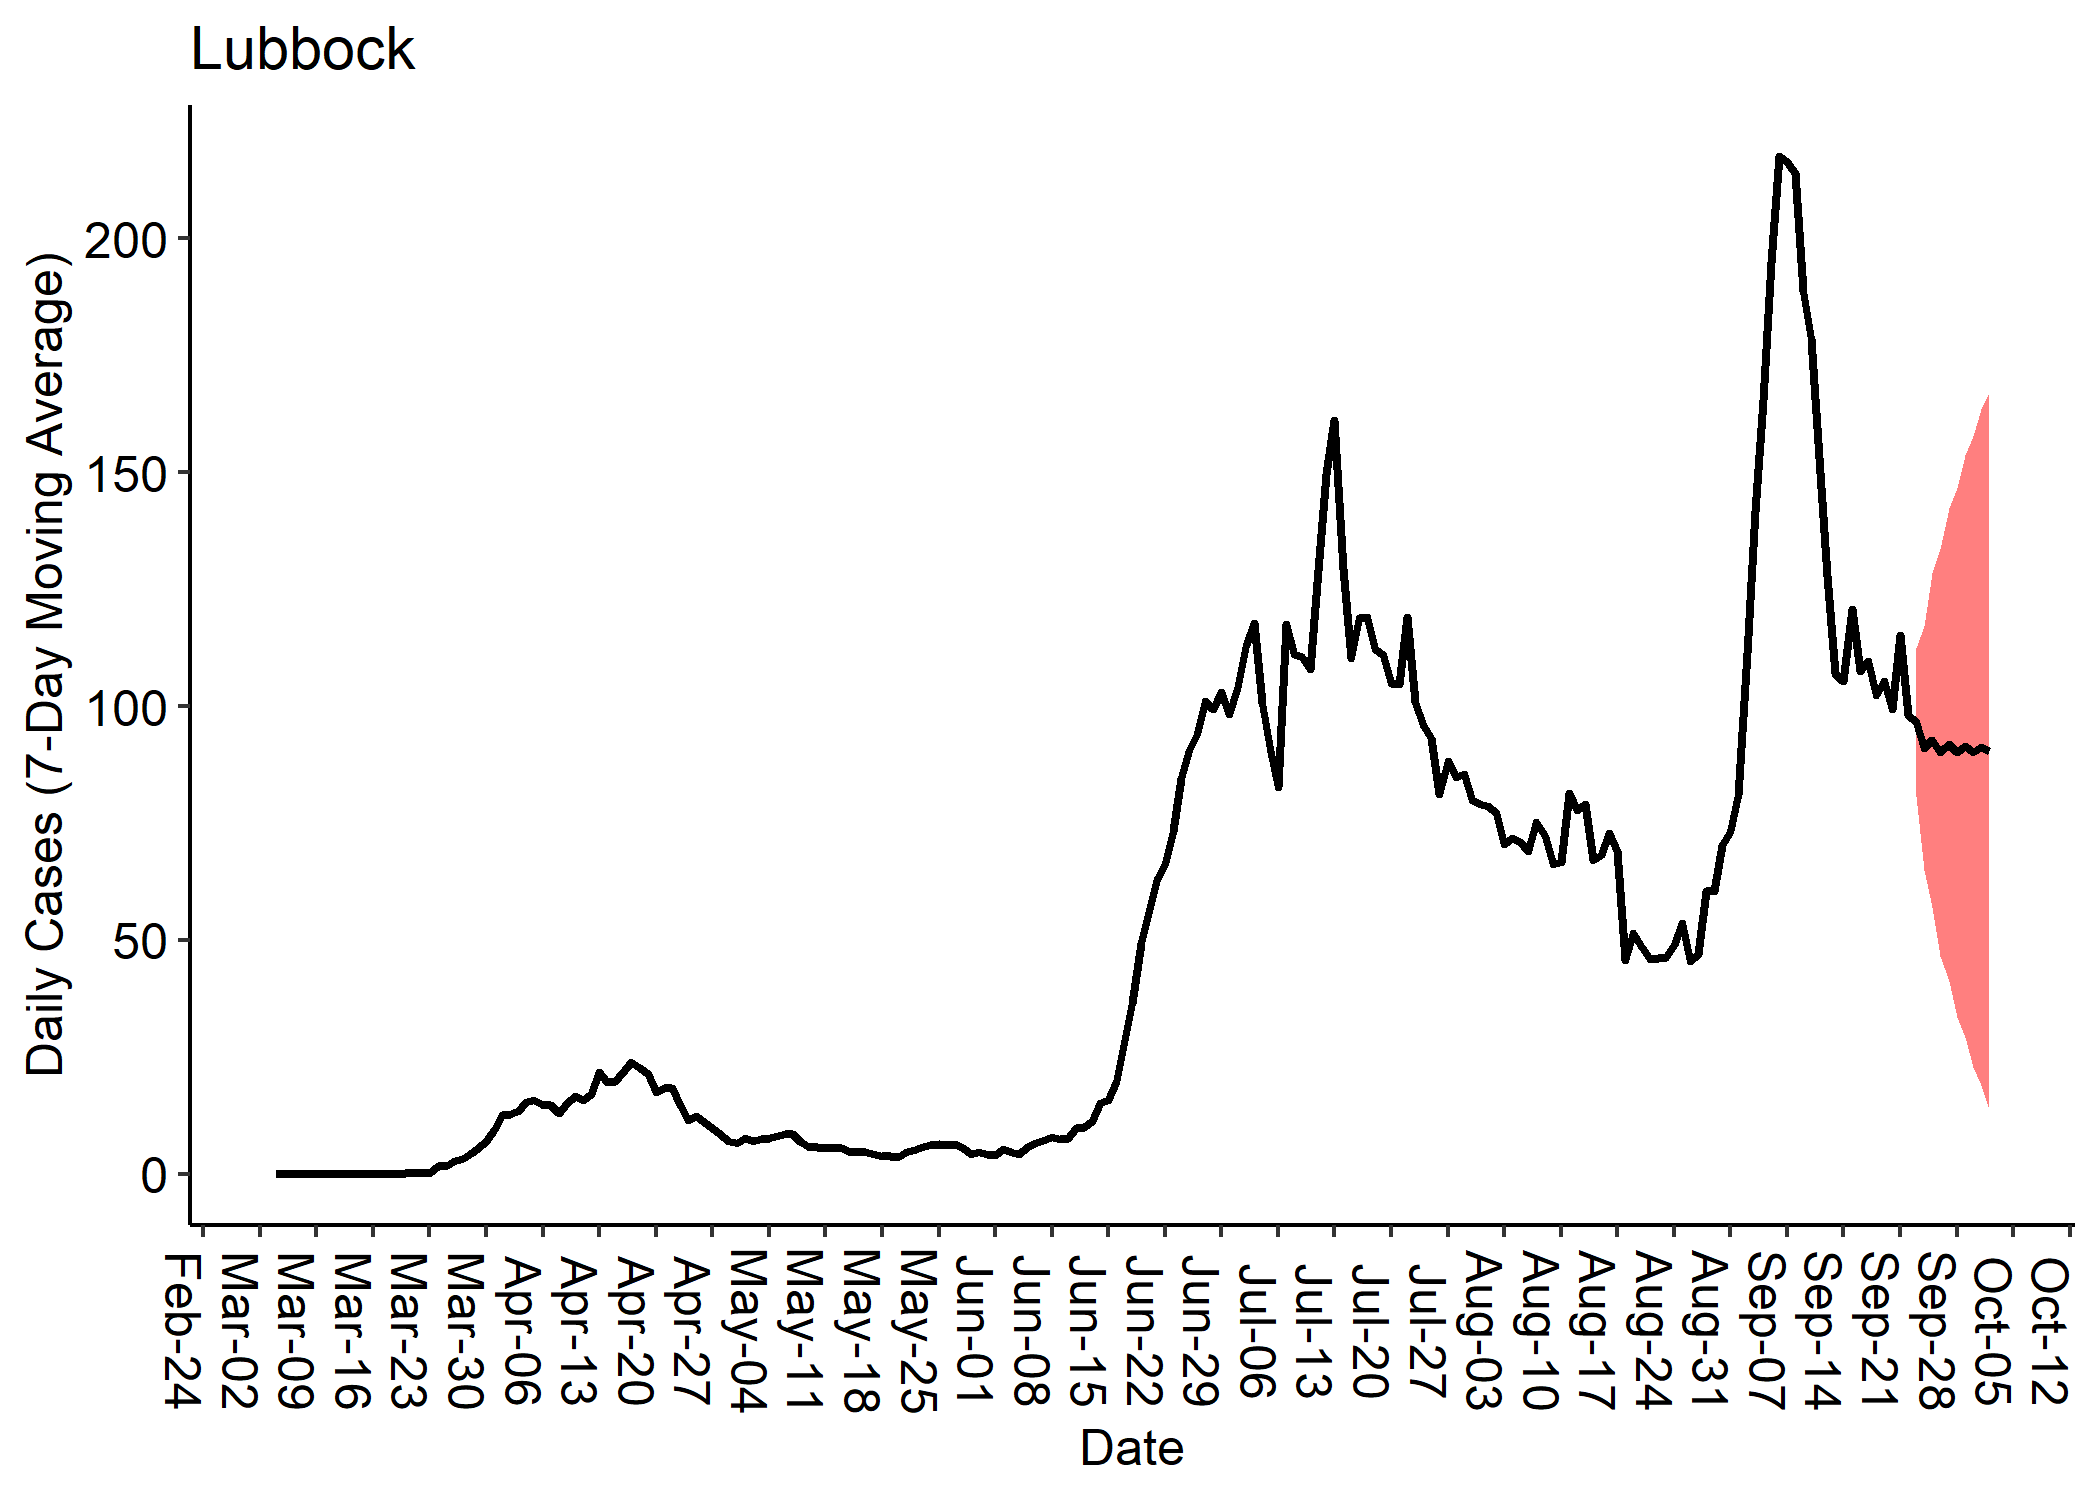 Lubbock
Daily Cases (7-Day Moving Average)
200
150
100
50
0
Feb-24
Mar-02
Mar-09
Mar-16
Mar-23
Mar-30
Apr-06
Apr-13
Apr-20
Apr-27
May-04
May-11
May-18
May-25
Jun-01
Jun-08
Jun-15
Jun-22
Jun-29
Jul-06
Jul-13
Jul-20
Jul-27
Aug-03
Aug-10
Aug-17
Aug-24
Aug-31
Sep-07
Sep-14
Sep-21
Sep-28
Oct-05
Oct-12
Date